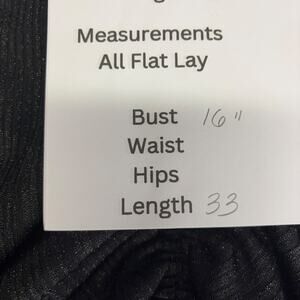 Measurements
All Flat Lay
Bust 16"
Waist
Hips
Length 33